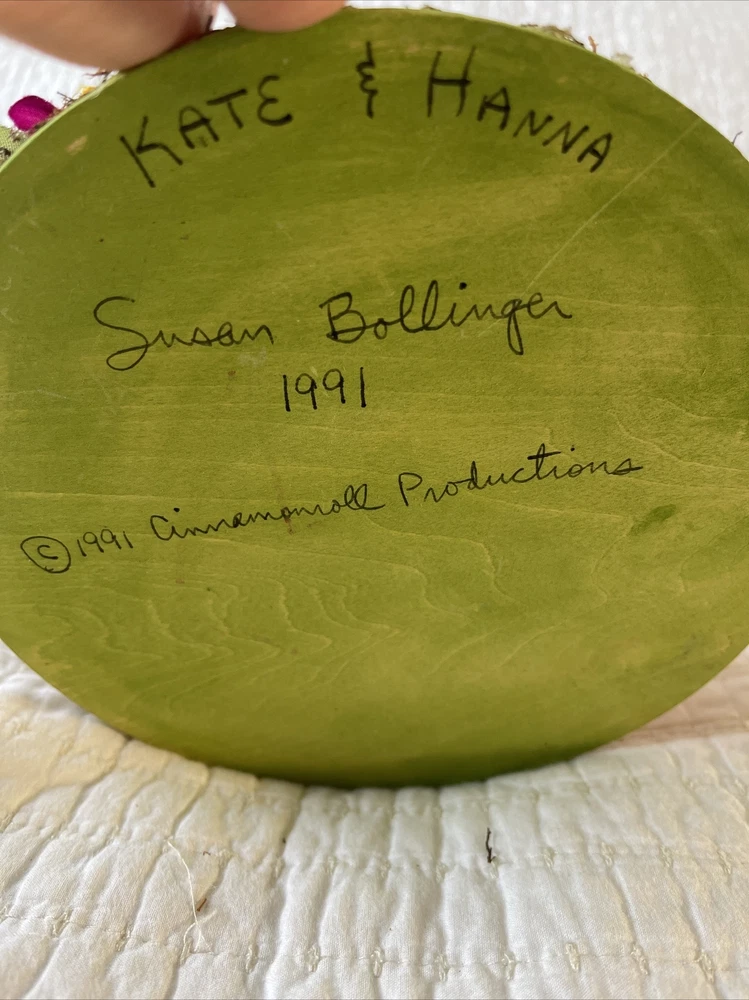 KATE & HANNA
Susan Bollinger
1991
© 1991 Cinnamonroll Productions